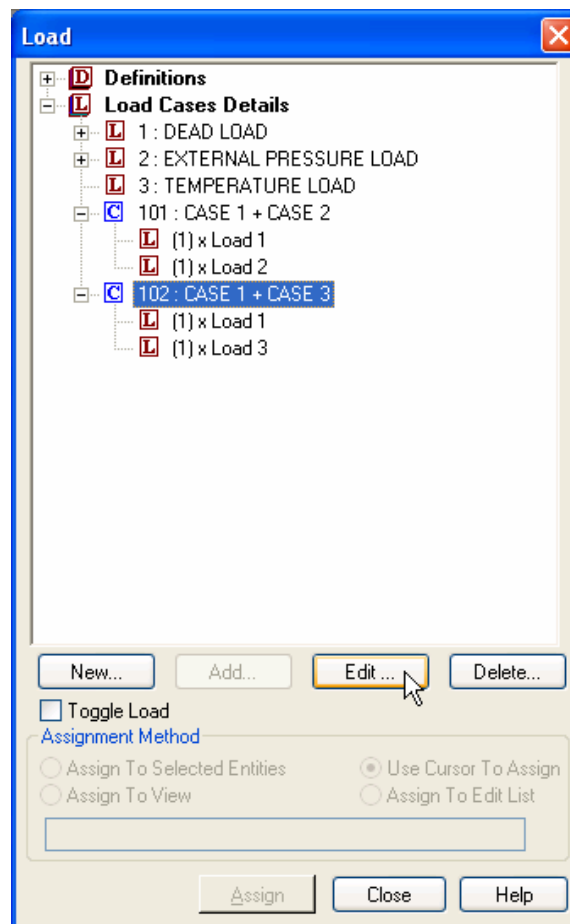 Load
D Definitions
L Load Cases Details
L 1 : DEAD LOAD
L 2 : EXTERNAL PRESSURE LOAD
L 3 : TEMPERATURE LOAD
C 101 : CASE 1 + CASE 2
L (1) x Load 1
L (1) x Load 2
C 102 : CASE 1 + CASE 3
L (1) x Load 1
L (1) x Load 3
New... Add... Edit ... Delete...
Toggle Load
Assignment Method
Assign To Selected Entities Use Cursor To Assign
Assign To View Assign To Edit List
Assign Close Help